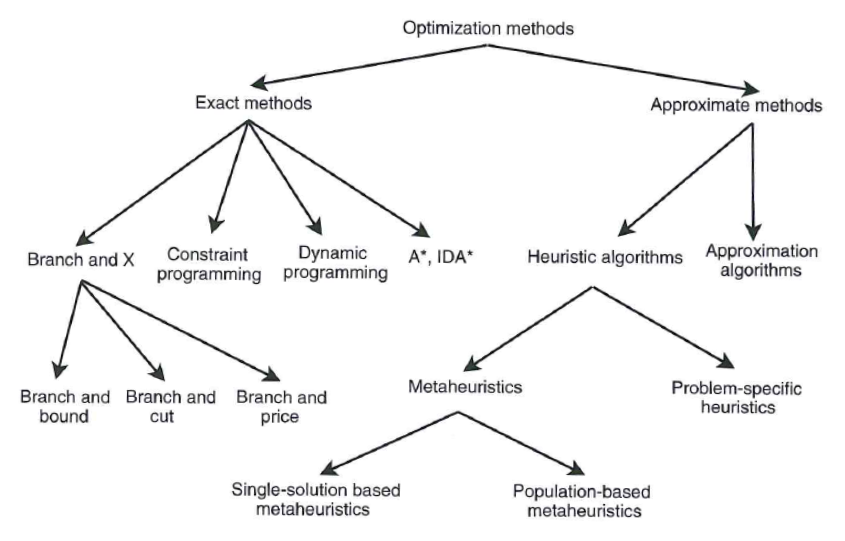 Optimization methods
Exact methods
Approximate methods
Branch and X
Constraint
programming
Dynamic
programming
A*, IDA*
Heuristic algorithms
Approximation
algorithms
Branch and
bound
Branch and
cut
Branch and
price
Metaheuristics
Problem-specific
heuristics
Single-solution based
metaheuristics
Population-based
metaheuristics